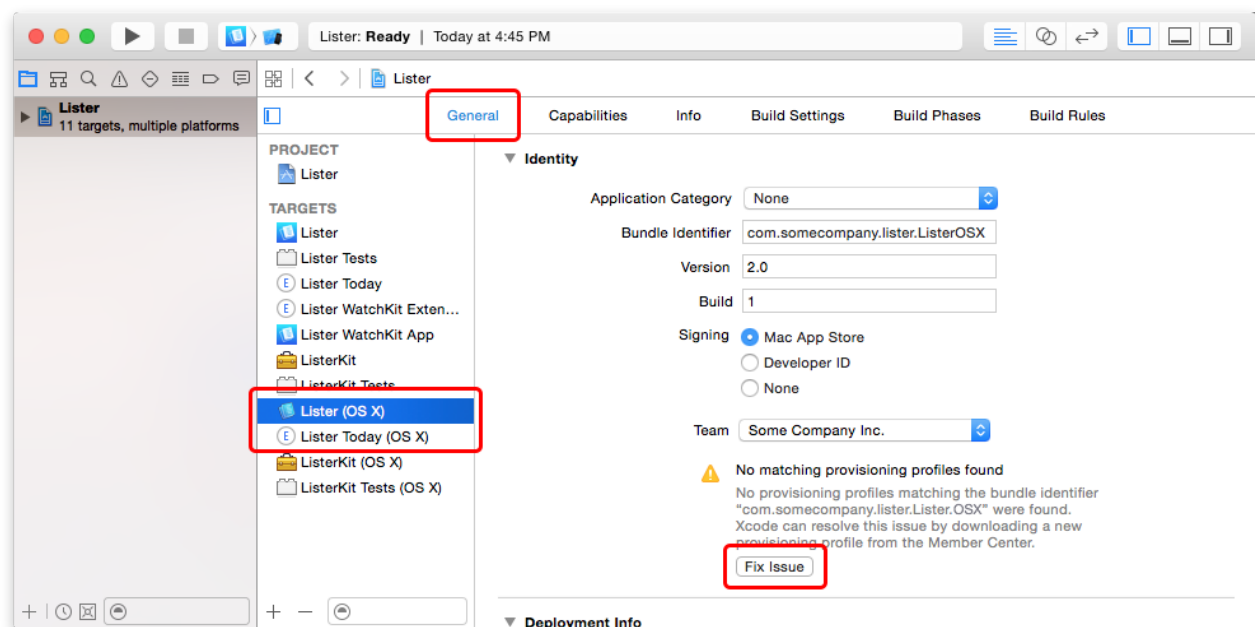 Lister: Ready | Today at 4:45 PM
Lister
Lister
11 targets, multiple platforms
General Capabilities Info Build Settings Build Phases Build Rules
PROJECT
Lister
TARGETS
Lister
Lister Tests
E Lister Today
E Lister WatchKit Exten...
Lister WatchKit App
ListerKit
ListerKit Tests
Lister (OS X)
E Lister Today (OS X)
ListerKit (OS X)
ListerKit Tests (OS X)
Identity
Application Category None
Bundle Identifier com.somecompany.lister.ListerOSX
Version 2.0
Build 1
Signing Mac App Store
Developer ID
None
Team Some Company Inc.
No matching provisioning profiles found
No provisioning profiles matching the bundle identifier
“com.somecompany.lister.Lister.OSX” were found.
Xcode can resolve this issue by downloading a new
provisioning profile from the Member Center.
Fix Issue
Deployment Info